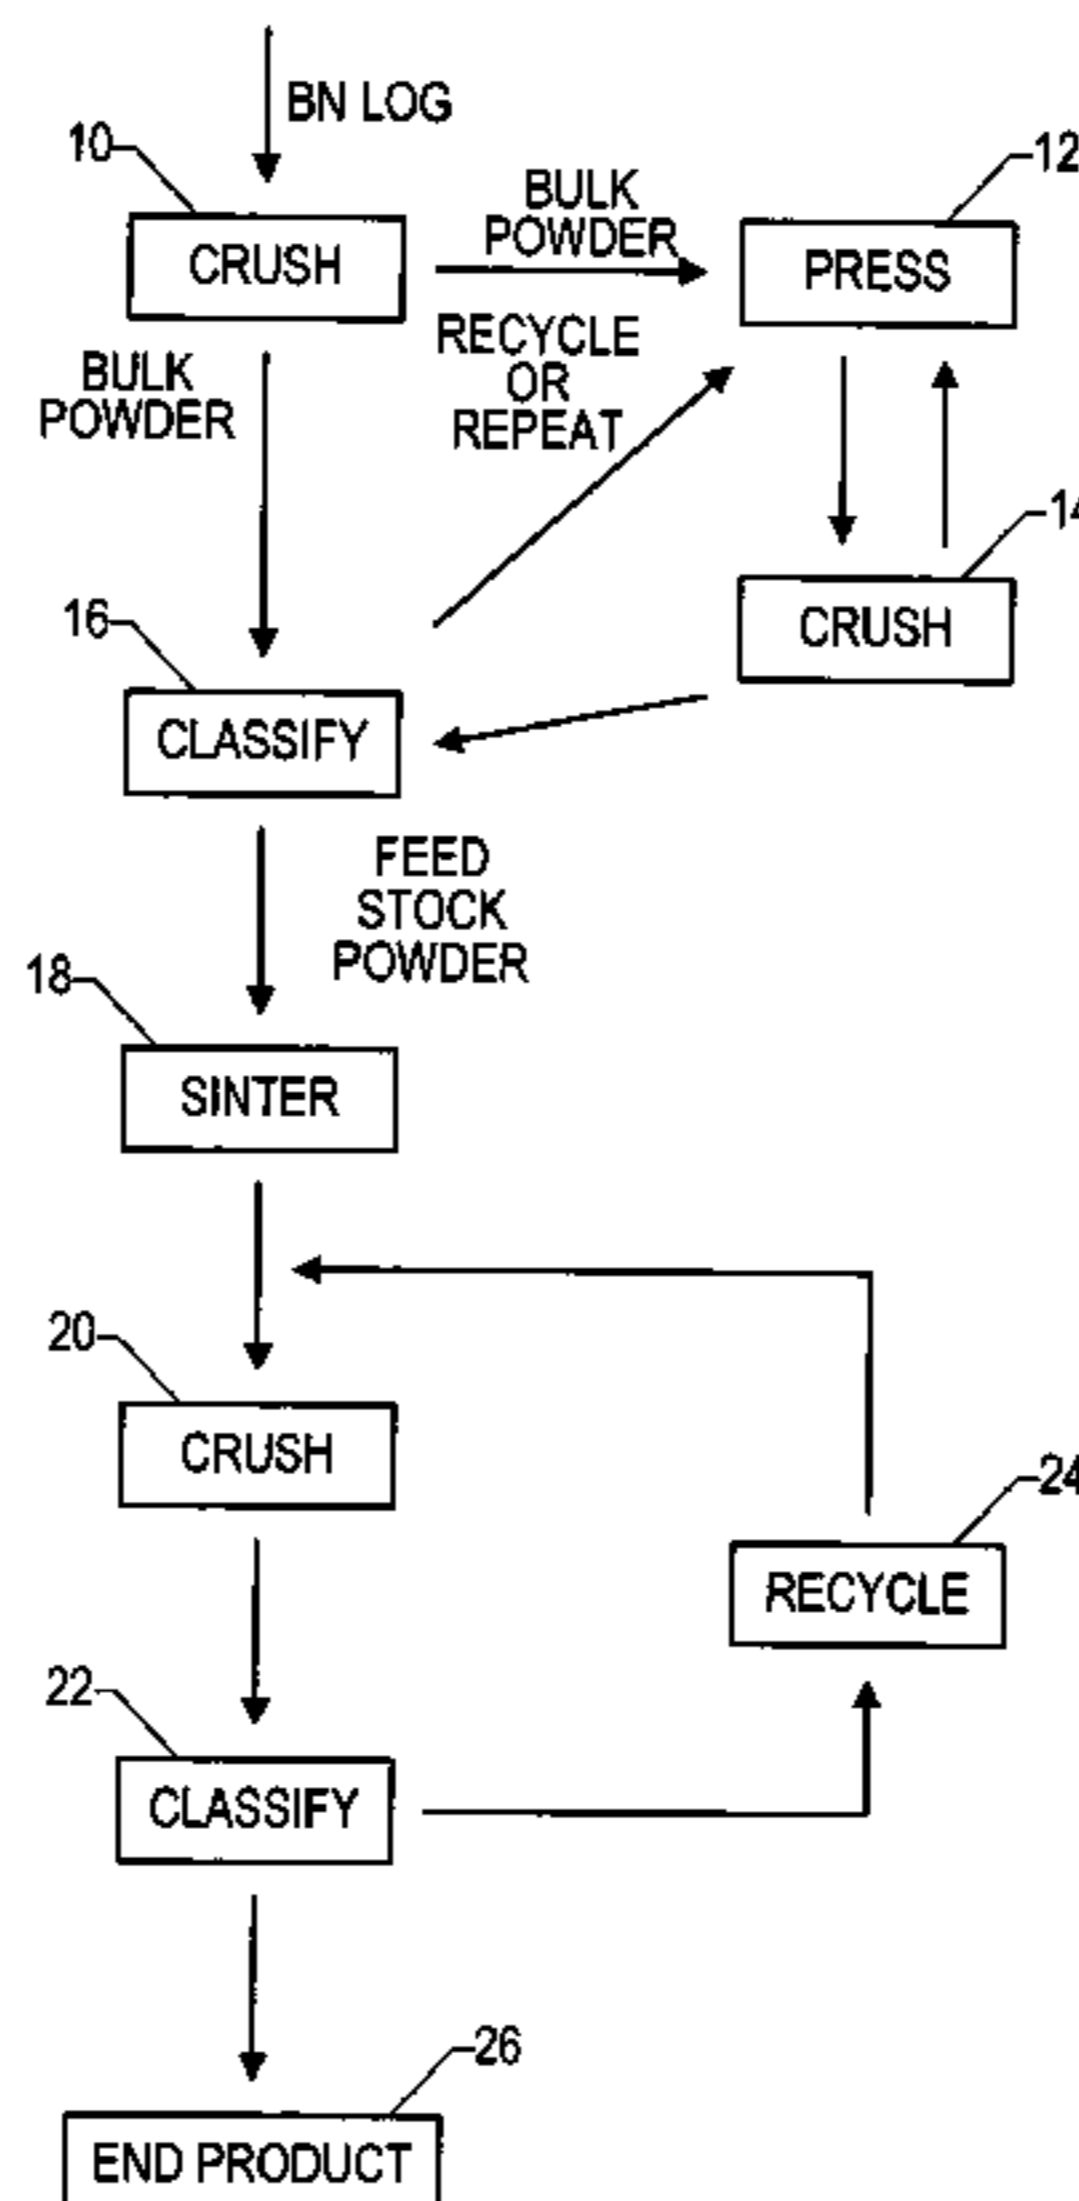 BN LOG
10
12
BULK
POWDER
CRUSH
PRESS
RECYCLE
OR
REPEAT
BULK
POWDER
14
16
CRUSH
CLASSIFY
FEED
STOCK
POWDER
18
SINTER
20
CRUSH
24
RECYCLE
22
CLASSIFY
26
END PRODUCT